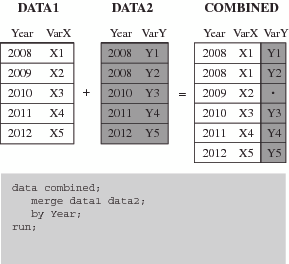 DATA1 DATA2 COMBINED
Year VarX Year VarY Year VarX VarY
2008 X1 2008 Y1 2008 X1 Y1
2009 X2 2008 Y2 2008 X1 Y2
2010 X3 + 2010 Y3 = 2009 X2 .
2011 X4 2011 Y4 2010 X3 Y3
2012 X5 2012 Y5 2011 X4 Y4
2012 X5 Y5
data combined;
merge data1 data2;
by Year;
run;